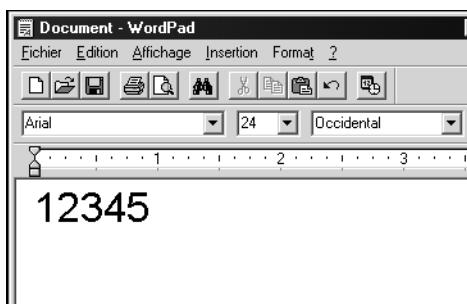 Document - WordPad
Fichier Edition Affichage Insertion Format ?
Arial 24 Occidental
1 2 3
12345